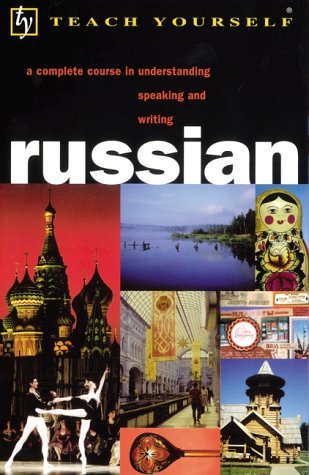 ty TEACH YOURSELF®
a complete course in understanding
speaking and
writing
russian